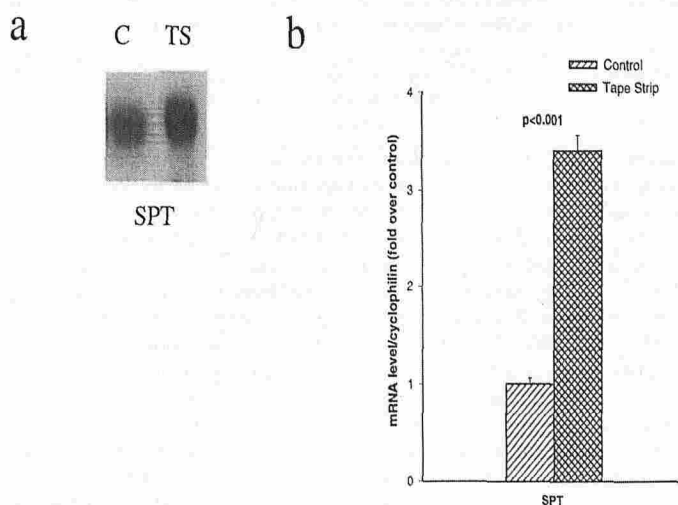 a
C TS
SPT
b
Control
Tape Strip
p<0.001
mRNA level/cyclophilin (fold over control)
4
3
2
1
0
SPT